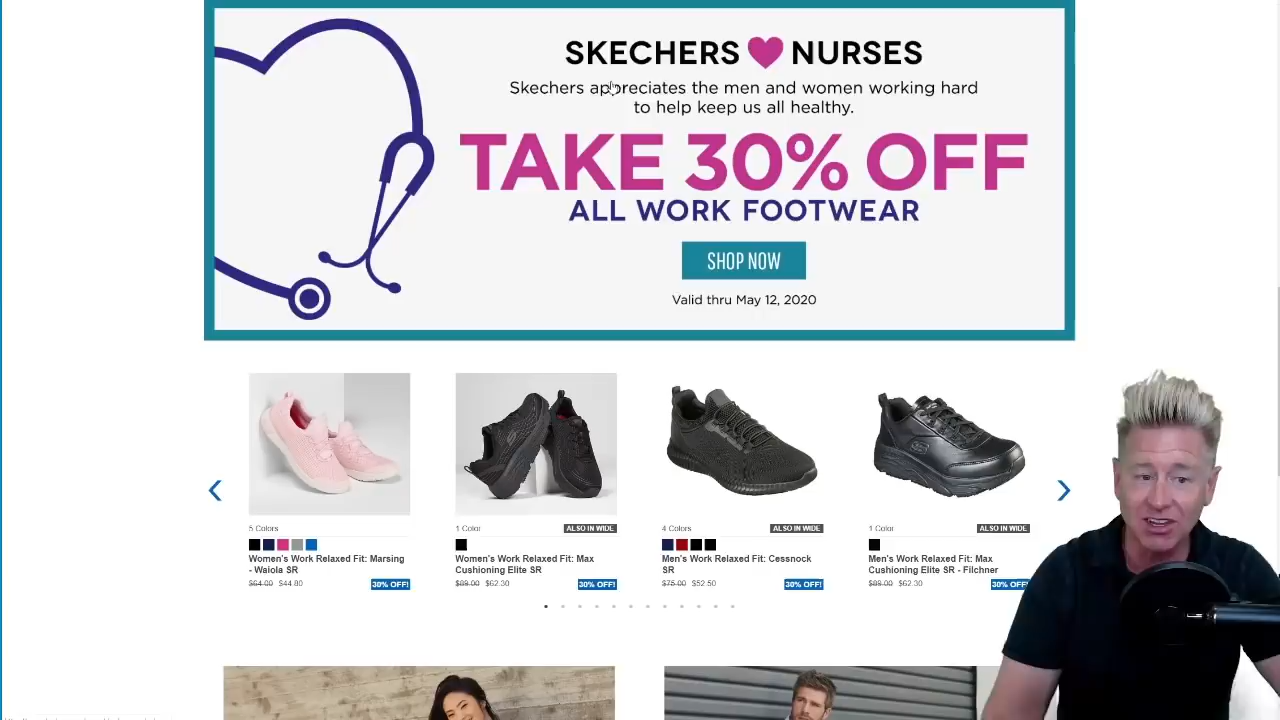 SKECHERS NURSES
Skechers appreciates the men and women working hard
to help keep us all healthy.
TAKE 30% OFF
ALL WORK FOOTWEAR
SHOP NOW
Valid thru May 12, 2020
5 Colors
Women's Work Relaxed Fit: Marsing
- Waiola SR
$64.00 $44.80 30% OFF!
1 Color ALSO IN WIDE
Women's Work Relaxed Fit: Max
Cushioning Elite SR
$89.00 $62.30 30% OFF!
4 Colors ALSO IN WIDE
Men's Work Relaxed Fit: Cessnock
SR
$75.00 $52.50 30% OFF!
1 Color ALSO IN WIDE
Men's Work Relaxed Fit: Max
Cushioning Elite SR - Filchner
$89.00 $62.30 30% OFF!